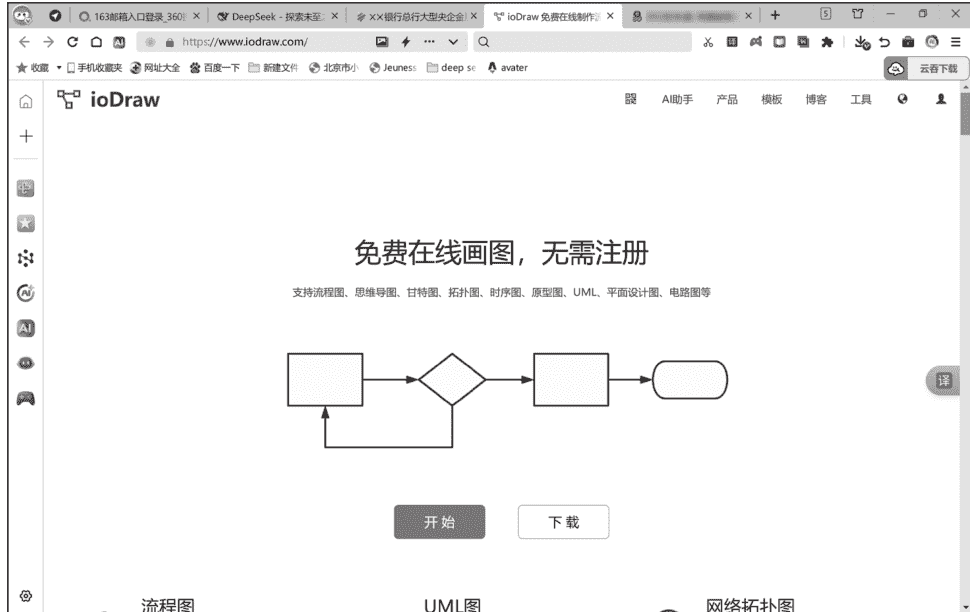 163邮箱入口登录_360
DeepSeek - 探索未至
××银行总行大型央企金
ioDraw 免费在线制作
https://www.iodraw.com/
收藏
手机收藏夹
网址大全
百度一下
新建文件
北京市小
Jeuness
deep se
avater
云吞下载
ioDraw
AI助手
产品
模板
博客
工具
免费在线画图，无需注册
支持流程图、思维导图、甘特图、拓扑图、时序图、原型图、UML、平面设计图、电路图等
译
开 始
下 载
流程图
UML图
网络拓扑图